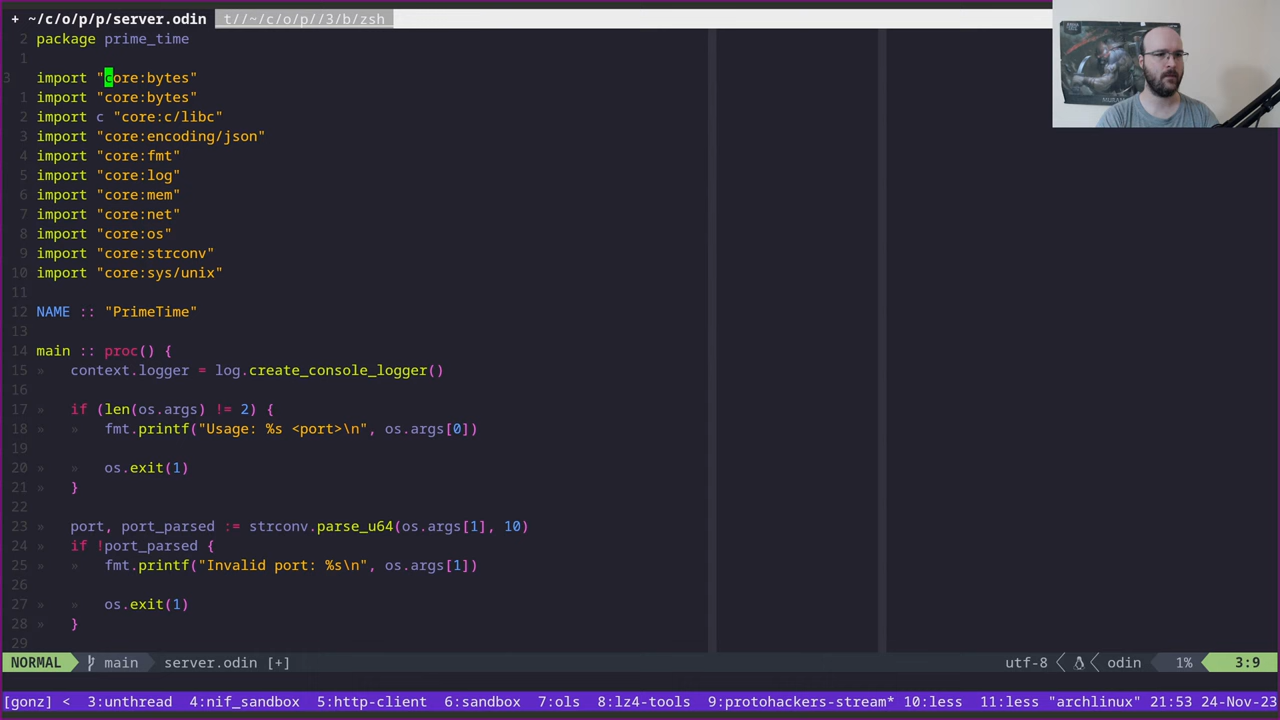 + ~/c/o/p/p/server.odin t//~/c/o/p//3/b/zsh
2 package prime_time
1
3 import "core:bytes"
1 import "core:bytes"
2 import c "core:c/libc"
3 import "core:encoding/json"
4 import "core:fmt"
5 import "core:log"
6 import "core:mem"
7 import "core:net"
8 import "core:os"
9 import "core:strconv"
10 import "core:sys/unix"
11
12 NAME :: "PrimeTime"
13
14 main :: proc() {
15 » context.logger = log.create_console_logger()
16
17 » if (len(os.args) != 2) {
18 » » fmt.printf("Usage: %s <port>\n", os.args[0])
19
20 » » os.exit(1)
21 » }
22
23 » port, port_parsed := strconv.parse_u64(os.args[1], 10)
24 » if !port_parsed {
25 » » fmt.printf("Invalid port: %s\n", os.args[1])
26
27 » » os.exit(1)
28 » }
29
NORMAL main server.odin [+] utf-8 odin 1% 3:9
[gonz] < 3:unthread 4:nif_sandbox 5:http-client 6:sandbox 7:ols 8:lz4-tools 9:protohackers-stream* 10:less 11:less "archlinux" 21:53 24-Nov-23